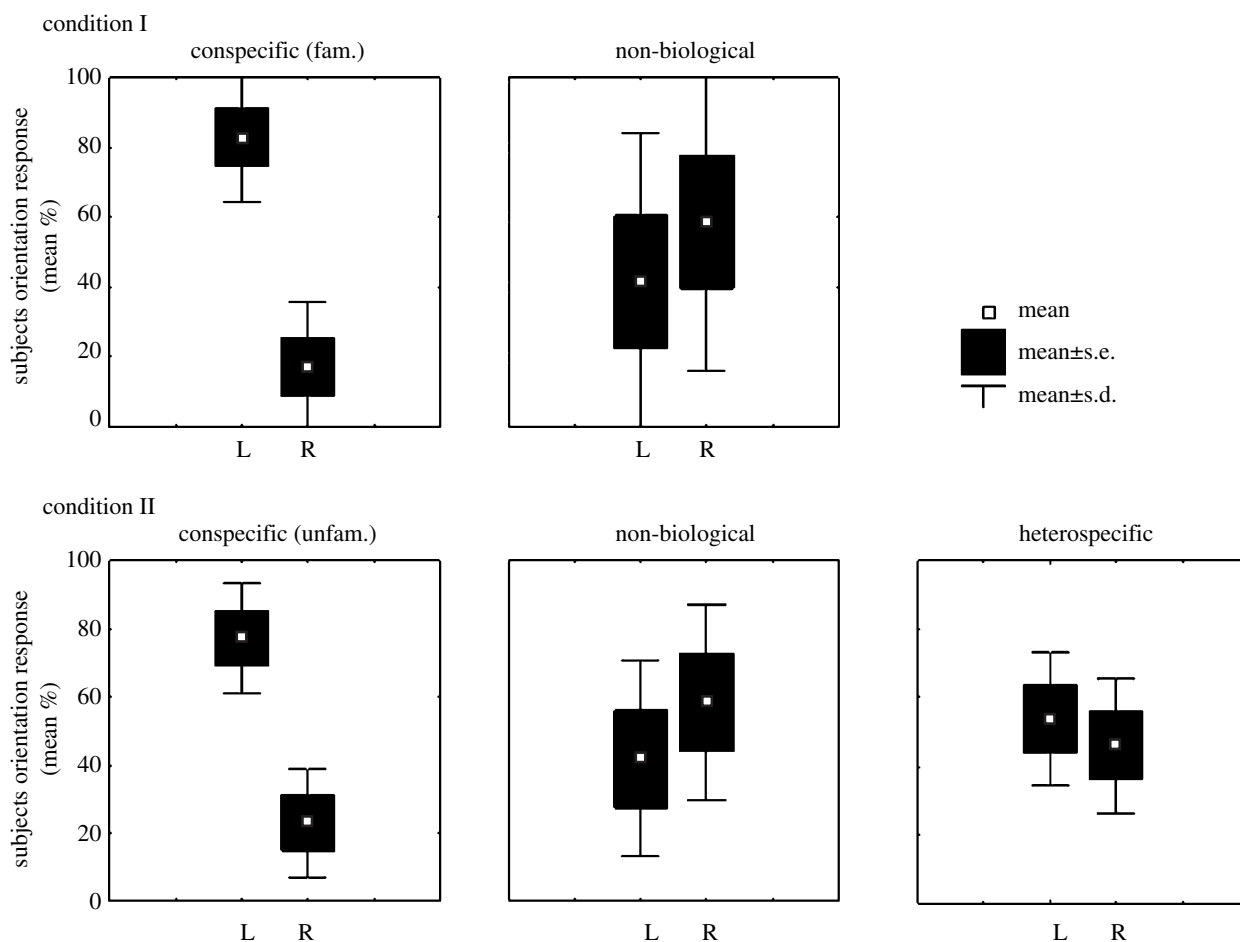 condition I
conspecific (fam.)
non-biological
subjects orientation response
(mean %)
100
80
60
40
20
0
L R
L R
mean
mean±s.e.
mean±s.d.
condition II
conspecific (unfam.)
non-biological
heterospecific
subjects orientation response
(mean %)
100
80
60
40
20
0
L R
L R
L R